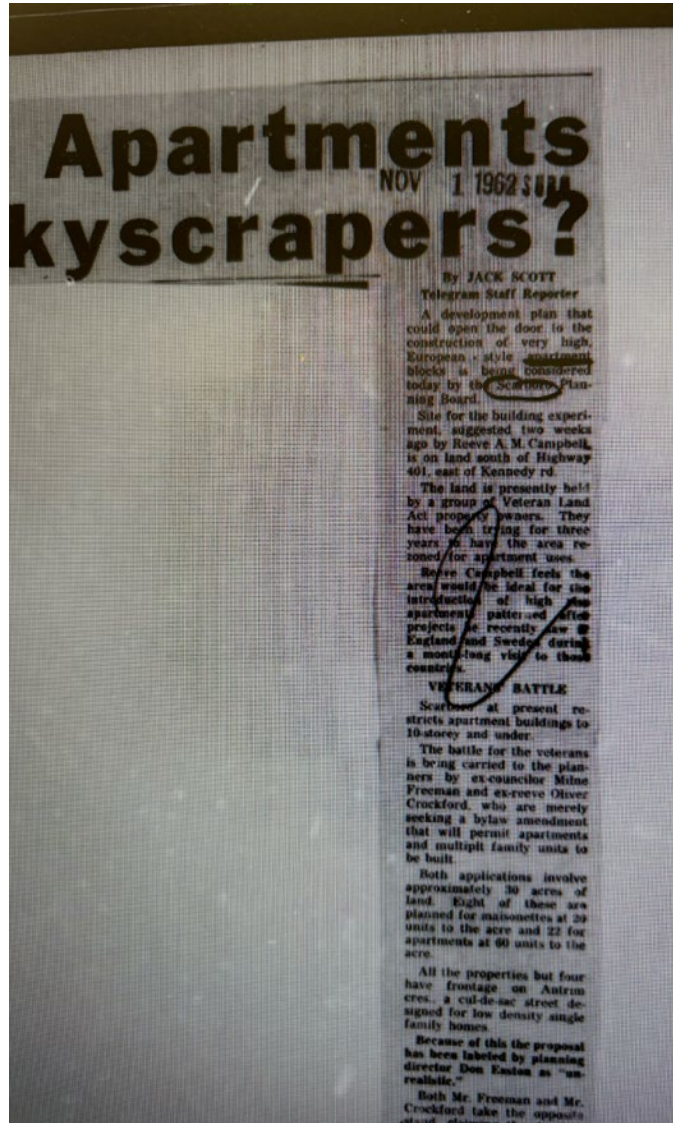 Apartments
NOV 1 1962
kyscrapers?
By JACK SCOTT
Telegram Staff Reporter
A development plan that
could open the door to the
construction of very high,
European - style apartment
blocks is being considered
today by the Scarboro Plan-
ning Board.
Site for the building experi-
ment, suggested two weeks
ago by Reeve A. M. Campbell,
is on land south of Highway
401, east of Kennedy rd.
The land is presently held
by a group of Veteran Land
Act property owners. They
have been trying for three
years to have the area re-
zoned for apartment uses.
Reeve Campbell feels the
area would be ideal for the
introduction of high rise
apartments patterned after
projects he recently saw in
England and Sweden during
a month-long visit to those
countries.
VETERANS BATTLE
Scarboro at present re-
stricts apartment buildings to
10-storey and under.
The battle for the veterans
is being carried to the plan-
ners by ex-councilor Milne
Freeman and ex-reeve Oliver
Crockford, who are merely
seeking a bylaw amendment
that will permit apartments
and multipit family units to
be built.
Both applications involve
approximately 30 acres of
land. Eight of these are
planned for maisonettes at 20
units to the acre and 22 for
apartments at 60 units to the
acre.
All the properties but four
have frontage on Antrim
cres., a cul-de-sac street de-
signed for low density single
family homes.
Because of this the proposal
has been labeled by planning
director Don Easton as "un-
realistic."
Both Mr. Freeman and Mr.
Crockford take the opposite